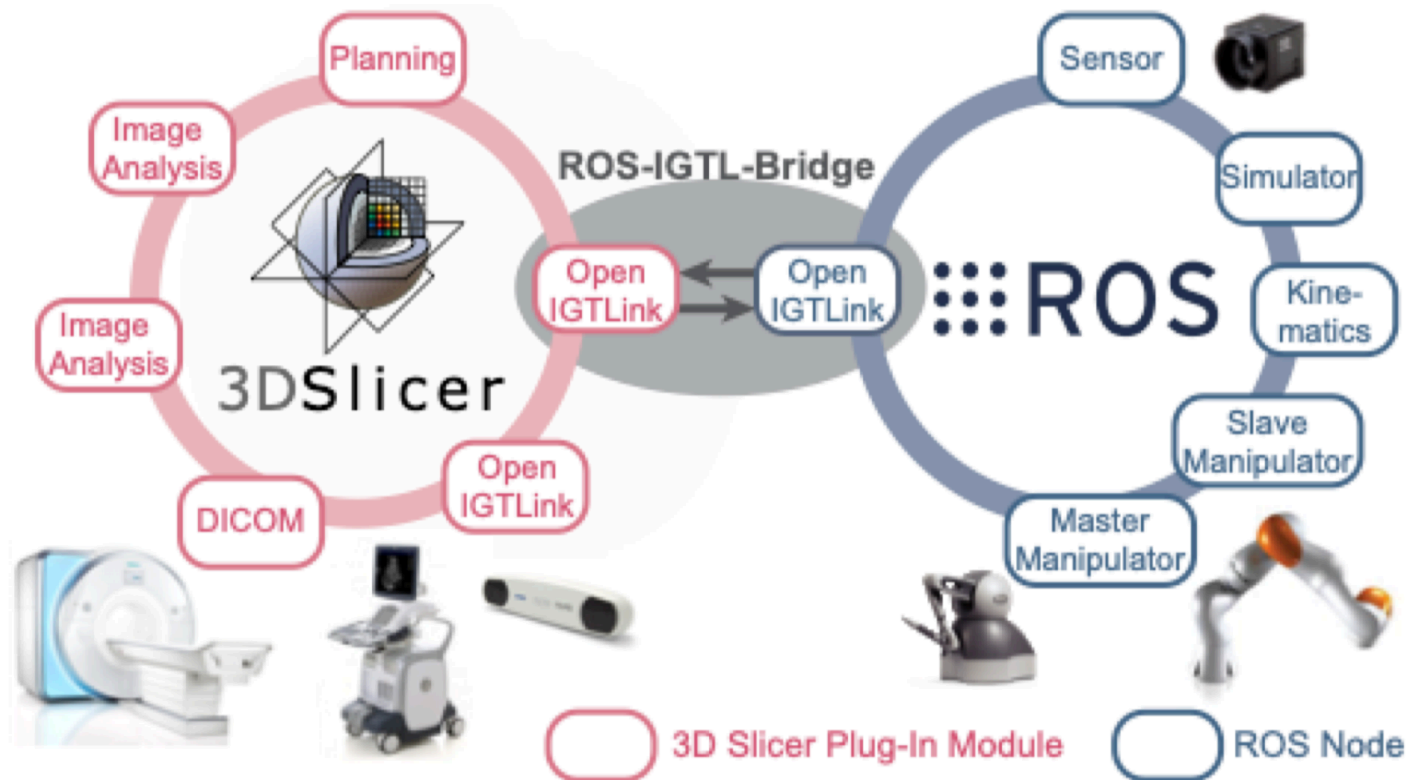 Planning
Image
Analysis
Image
Analysis
3DSlicer
DICOM
Open
IGTLink
ROS-IGTL-Bridge
Open
IGTLink
Open
IGTLink
ROS
Sensor
Simulator
Kine-
matics
Slave
Manipulator
Master
Manipulator
3D Slicer Plug-In Module
ROS Node